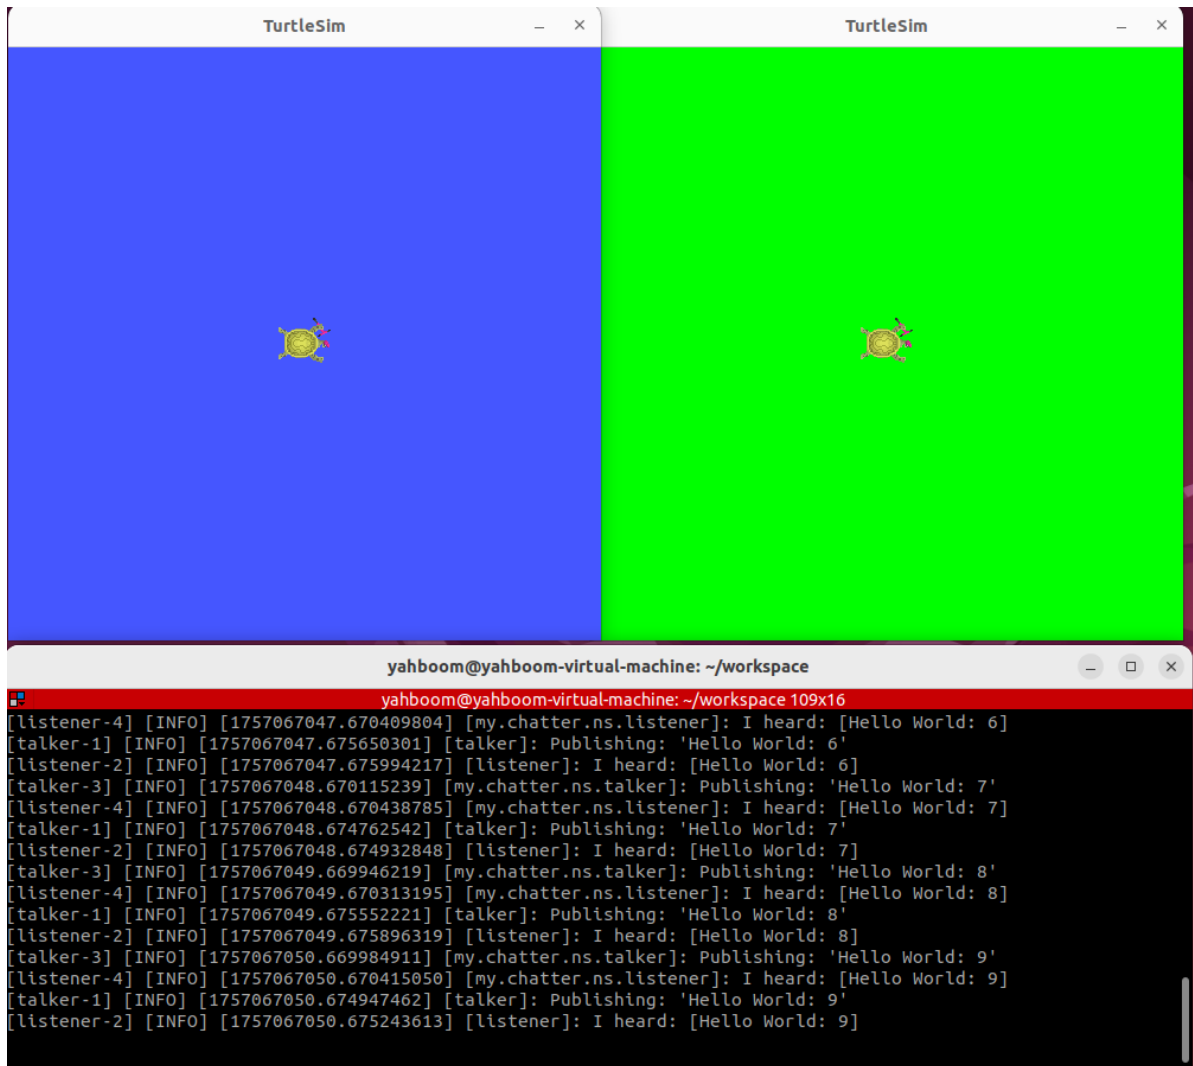 TurtleSim
TurtleSim
yahboom@yahboom-virtual-machine: ~/workspace
yahboom@yahboom-virtual-machine: ~/workspace 109x16
[listener-4] [INFO] [1757067047.670409804] [my.chatter.ns.listener]: I heard: [Hello World: 6]
[talker-1] [INFO] [1757067047.675650301] [talker]: Publishing: 'Hello World: 6'
[listener-2] [INFO] [1757067047.675994217] [listener]: I heard: [Hello World: 6]
[talker-3] [INFO] [1757067048.670115239] [my.chatter.ns.talker]: Publishing: 'Hello World: 7'
[listener-4] [INFO] [1757067048.670438785] [my.chatter.ns.listener]: I heard: [Hello World: 7]
[talker-1] [INFO] [1757067048.674762542] [talker]: Publishing: 'Hello World: 7'
[listener-2] [INFO] [1757067048.674932848] [listener]: I heard: [Hello World: 7]
[talker-3] [INFO] [1757067049.669946219] [my.chatter.ns.talker]: Publishing: 'Hello World: 8'
[listener-4] [INFO] [1757067049.670313195] [my.chatter.ns.listener]: I heard: [Hello World: 8]
[talker-1] [INFO] [1757067049.675552221] [talker]: Publishing: 'Hello World: 8'
[listener-2] [INFO] [1757067049.675896319] [listener]: I heard: [Hello World: 8]
[talker-3] [INFO] [1757067050.669984911] [my.chatter.ns.talker]: Publishing: 'Hello World: 9'
[listener-4] [INFO] [1757067050.670415050] [my.chatter.ns.listener]: I heard: [Hello World: 9]
[talker-1] [INFO] [1757067050.674947462] [talker]: Publishing: 'Hello World: 9'
[listener-2] [INFO] [1757067050.675243613] [listener]: I heard: [Hello World: 9]